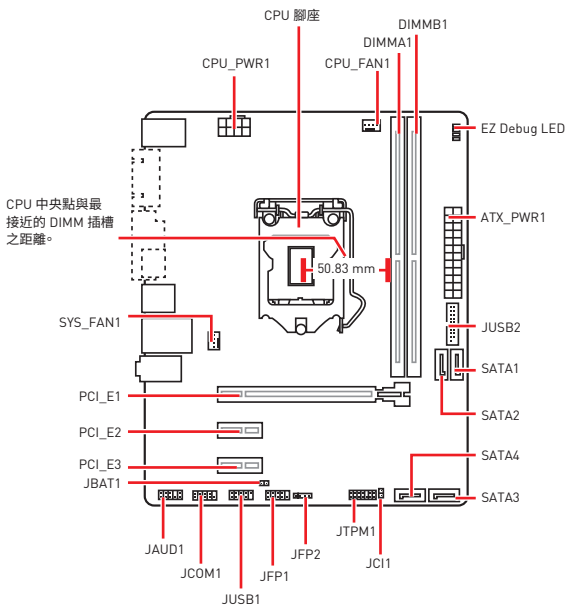 CPU 腳座
DIMMB1
DIMMA1
CPU_PWR1
CPU_FAN1
EZ Debug LED
CPU 中央點與最
接近的 DIMM 插槽
之距離。
ATX_PWR1
50.83 mm
SYS_FAN1
JUSB2
SATA1
PCI_E1
SATA2
PCI_E2
PCI_E3
SATA4
JBAT1
SATA3
JAUD1
JCOM1
JUSB1
JFP1
JFP2
JTPM1
JCI1